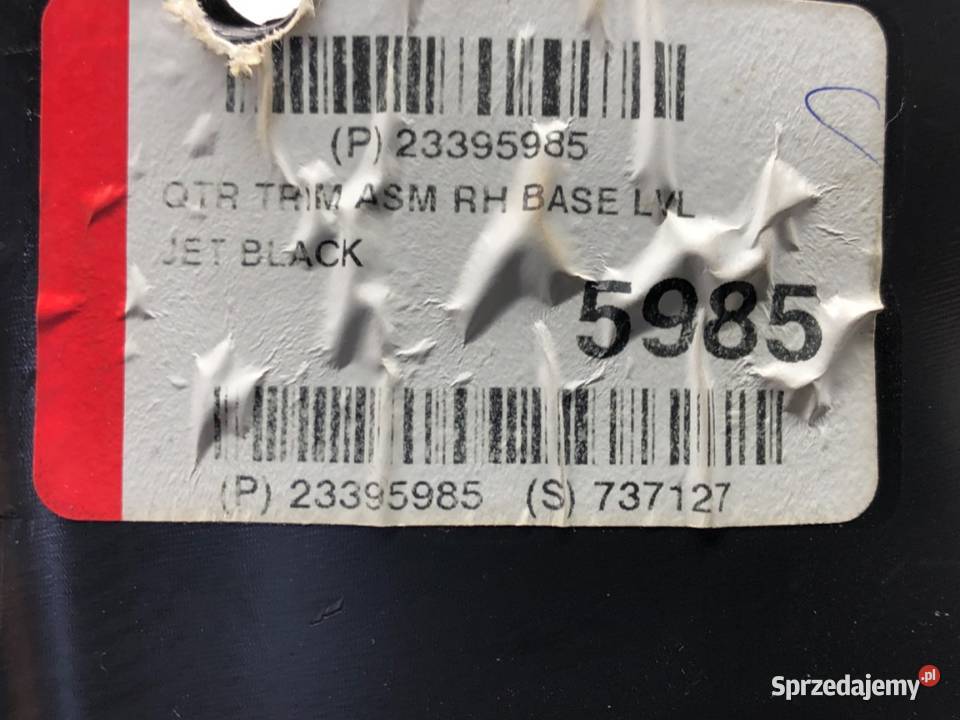 (P) 23395985
QTR TRIM ASM RH BASE LVL
JET BLACK
5985
(P) 23395985 (S) 737127
Sprzedajemy.pl